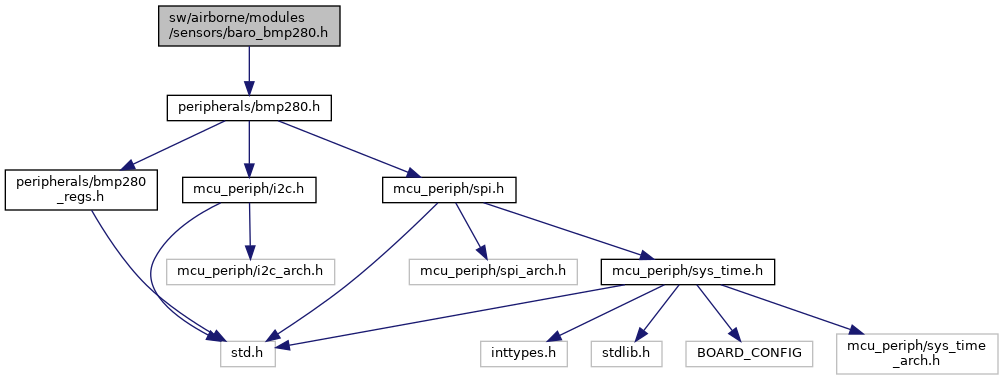 sw/airborne/modules
/sensors/baro_bmp280.h
peripherals/bmp280.h
peripherals/bmp280
_regs.h
mcu_periph/i2c.h
mcu_periph/spi.h
mcu_periph/i2c_arch.h
mcu_periph/spi_arch.h
mcu_periph/sys_time.h
std.h
inttypes.h
stdlib.h
BOARD_CONFIG
mcu_periph/sys_time
_arch.h